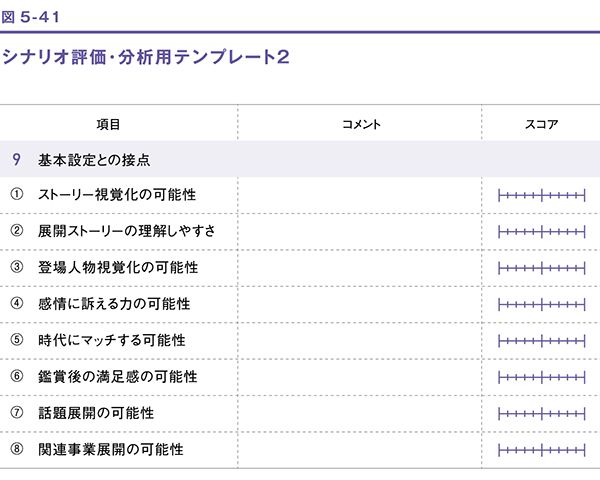 図 5-41
シナリオ評価・分析用テンプレート2
項目 コメント スコア
9 基本設定との接点
① ストーリー視覚化の可能性
② 展開ストーリーの理解しやすさ
③ 登場人物視覚化の可能性
④ 感情に訴える力の可能性
⑤ 時代にマッチする可能性
⑥ 鑑賞後の満足感の可能性
⑦ 話題展開の可能性
⑧ 関連事業展開の可能性